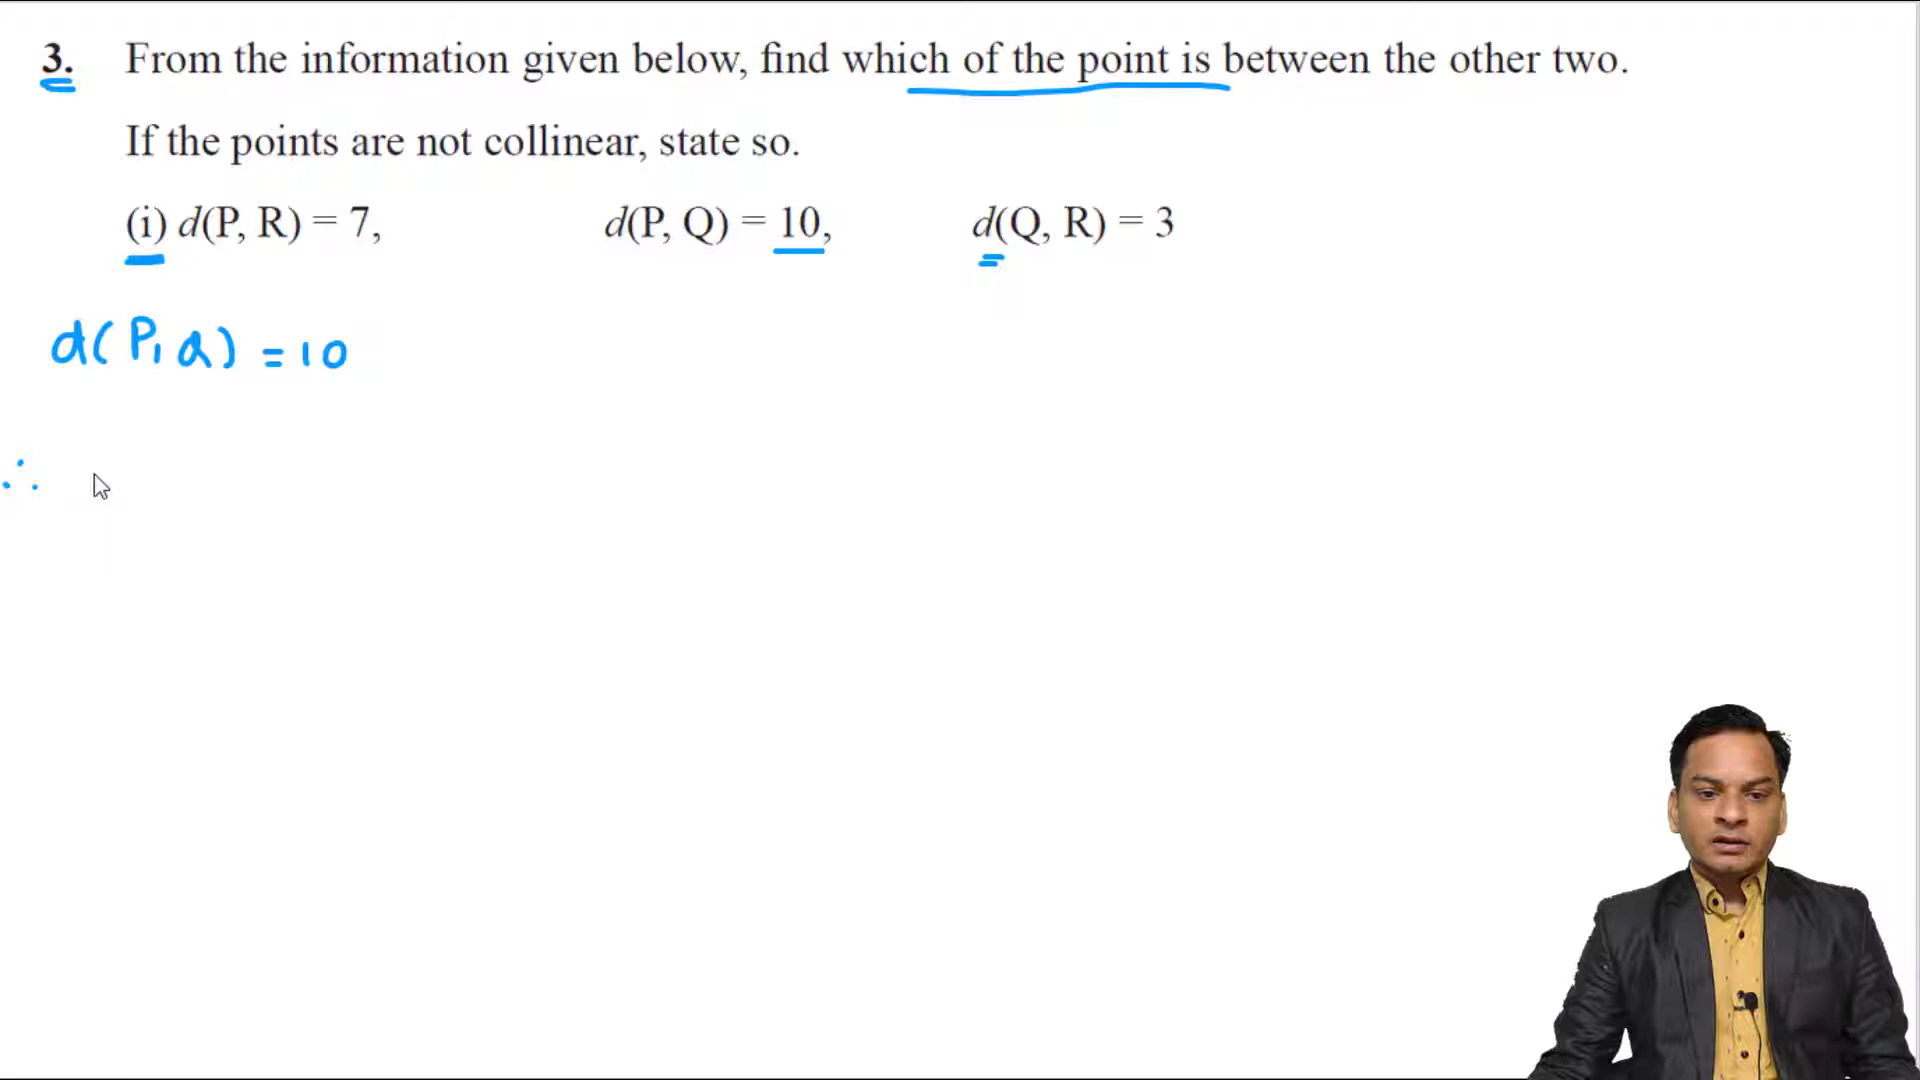 3. From the information given below, find which of the point is between the other two.
If the points are not collinear, state so.
(i) d(P, R) = 7, d(P, Q) = 10, d(Q, R) = 3
d(P, Q) = 10
∴